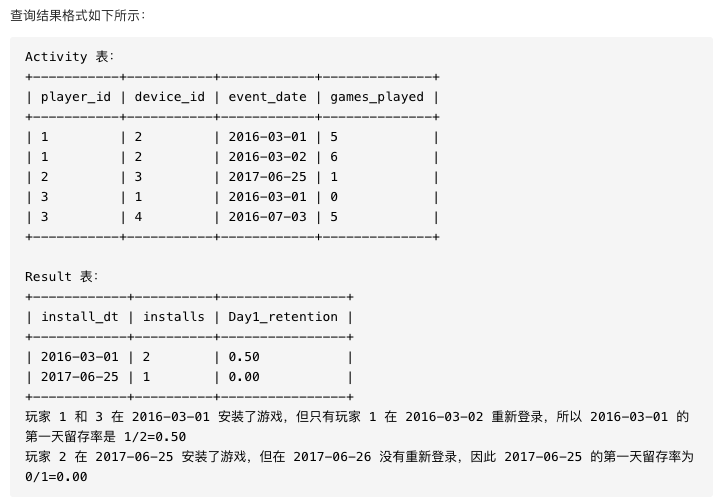 查询结果格式如下所示：
Activity 表：
+-----------+-----------+------------+--------------+
| player_id | device_id | event_date | games_played |
+-----------+-----------+------------+--------------+
| 1         | 2         | 2016-03-01 | 5            |
| 1         | 2         | 2016-03-02 | 6            |
| 2         | 3         | 2017-06-25 | 1            |
| 3         | 1         | 2016-03-01 | 0            |
| 3         | 4         | 2016-07-03 | 5            |
+-----------+-----------+------------+--------------+
Result 表：
+------------+----------+----------------+
| install_dt | installs | Day1_retention |
+------------+----------+----------------+
| 2016-03-01 | 2        | 0.50           |
| 2017-06-25 | 1        | 0.00           |
+------------+----------+----------------+
玩家 1 和 3 在 2016-03-01 安装了游戏，但只有玩家 1 在 2016-03-02 重新登录，所以 2016-03-01 的
第一天留存率是 1/2=0.50
玩家 2 在 2017-06-25 安装了游戏，但在 2017-06-26 没有重新登录，因此 2017-06-25 的第一天留存率为
0/1=0.00